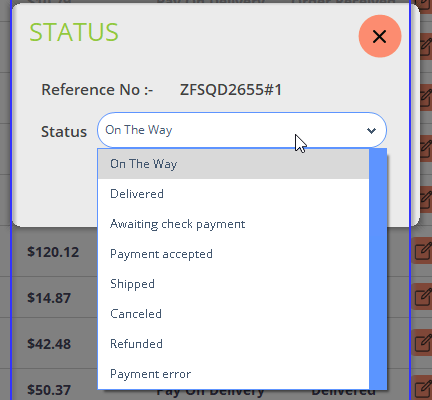 STATUS
Reference No :- ZFSQD2655#1
Status On The Way
On The Way
Delivered
Awaiting check payment
Payment accepted
Shipped
Canceled
Refunded
Payment error
$120.12
$14.87
$42.48
$50.37 Pay On Delivery Delivered